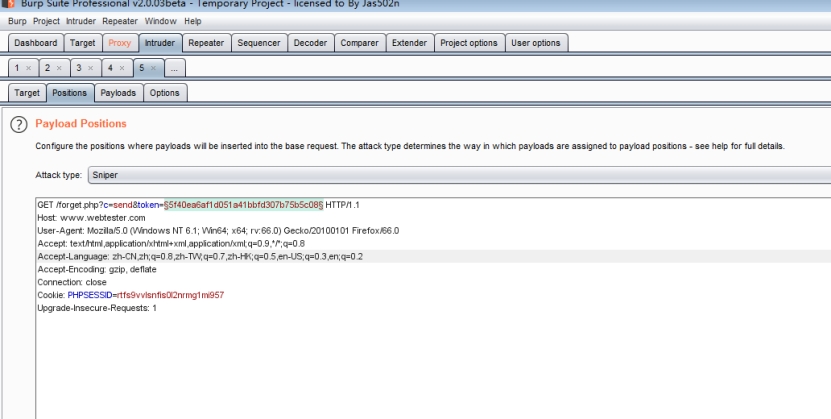 Burp Suite Professional v2.0.03beta - Temporary Project - licensed to By Jas502n
Burp Project Intruder Repeater Window Help
Dashboard Target Proxy Intruder Repeater Sequencer Decoder Comparer Extender Project options User options
1 × 2 × 3 × 4 × 5 × ...
Target Positions Payloads Options
? Payload Positions
Configure the positions where payloads will be inserted into the base request. The attack type determines the way in which payloads are assigned to payload positions - see help for full details.
Attack type: Sniper
GET /forget.php?c=send&token=§5f40ea6af1d051a41bbfd307b75b5c08§ HTTP/1.1
Host: www.webtester.com
User-Agent: Mozilla/5.0 (Windows NT 6.1; Win64; x64; rv:66.0) Gecko/20100101 Firefox/66.0
Accept: text/html,application/xhtml+xml,application/xml;q=0.9,*/*;q=0.8
Accept-Language: zh-CN,zh;q=0.8,zh-TW;q=0.7,zh-HK;q=0.5,en-US;q=0.3,en;q=0.2
Accept-Encoding: gzip, deflate
Connection: close
Cookie: PHPSESSID=rtfs9vvlsnfis0l2nrmg1mi957
Upgrade-Insecure-Requests: 1